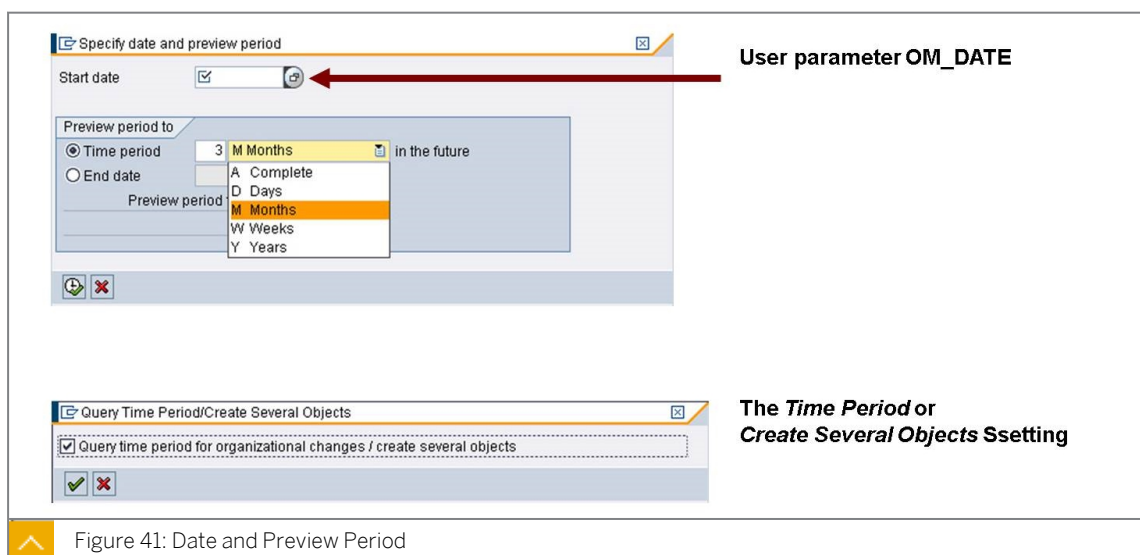 Specify date and preview period
User parameter OM_DATE
Start date
Preview period to
Time period 3 M Months in the future
End date
A Complete
D Days
Preview period
M Months
W Weeks
Y Years
Query Time Period/Create Several Objects
The Time Period or
Create Several Objects Ssetting
Query time period for organizational changes / create several objects
Figure 41: Date and Preview Period